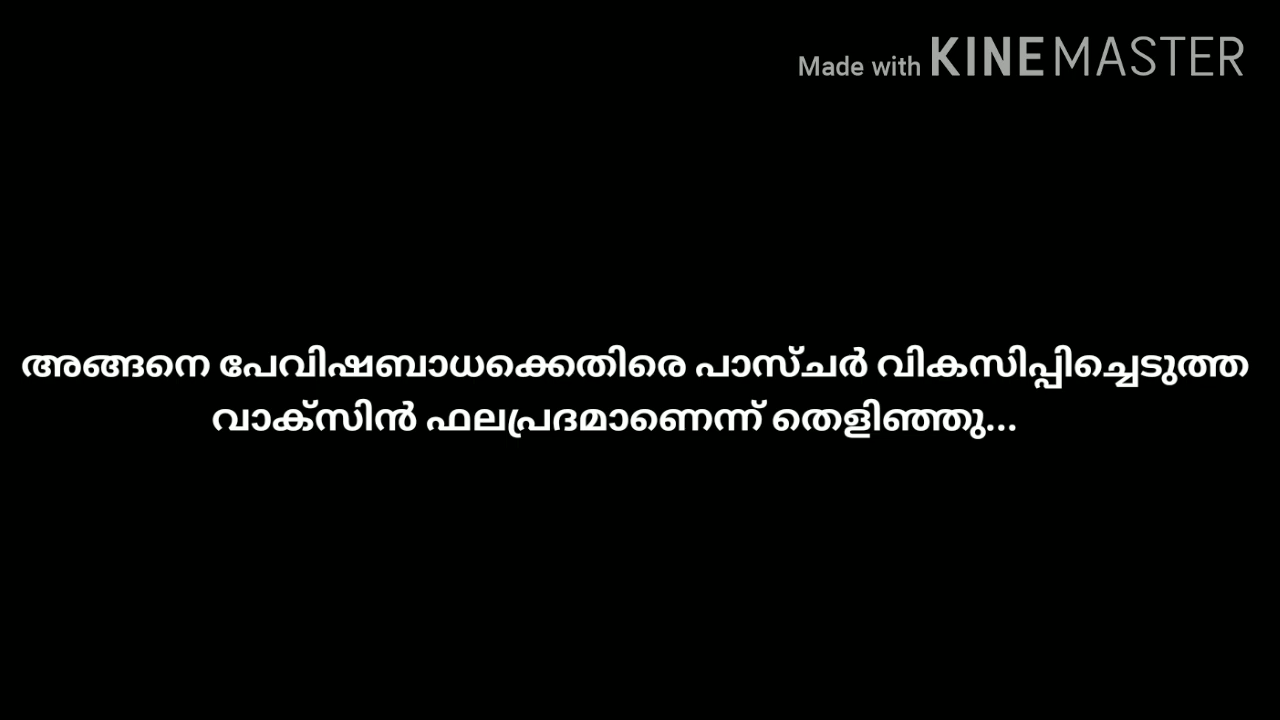 Made with KINEMASTER
അങ്ങനെ പേവിഷബാധക്കെതിരെ പാസ്ചർ വികസിപ്പിച്ചെടുത്ത
വാക്സിൻ ഫലപ്രദമാണെന്ന് തെളിഞ്ഞു...